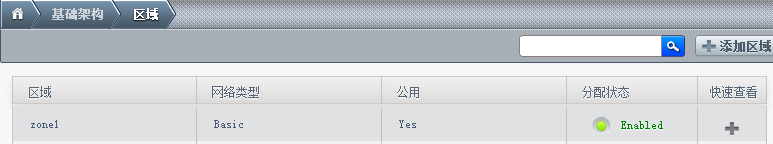 基础架构 区域
添加区域
区域 网络类型 公用 分配状态 快速查看
zone1 Basic Yes Enabled